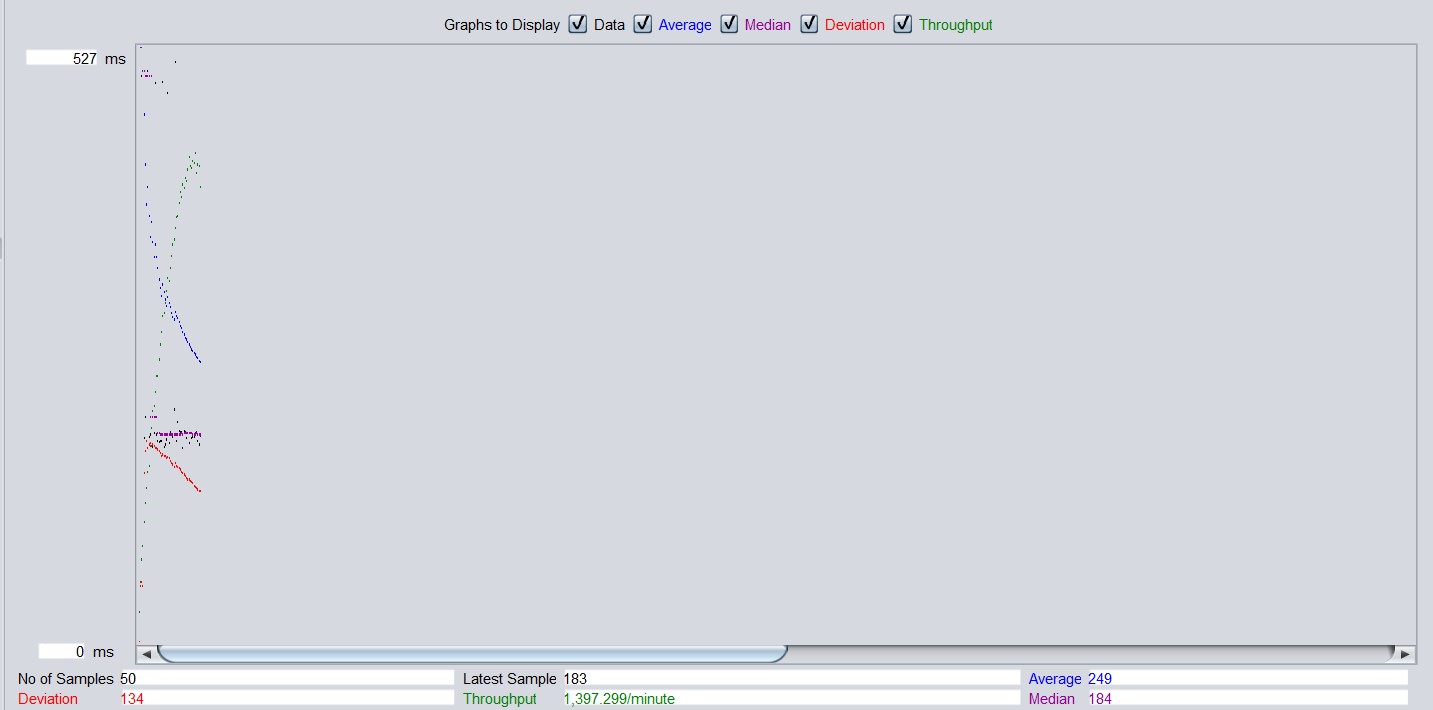 Graphs to Display Data Average Median Deviation Throughput
527 ms
0 ms
No of Samples 50 Latest Sample 183 Average 249
Deviation 134 Throughput 1,397.299/minute Median 184